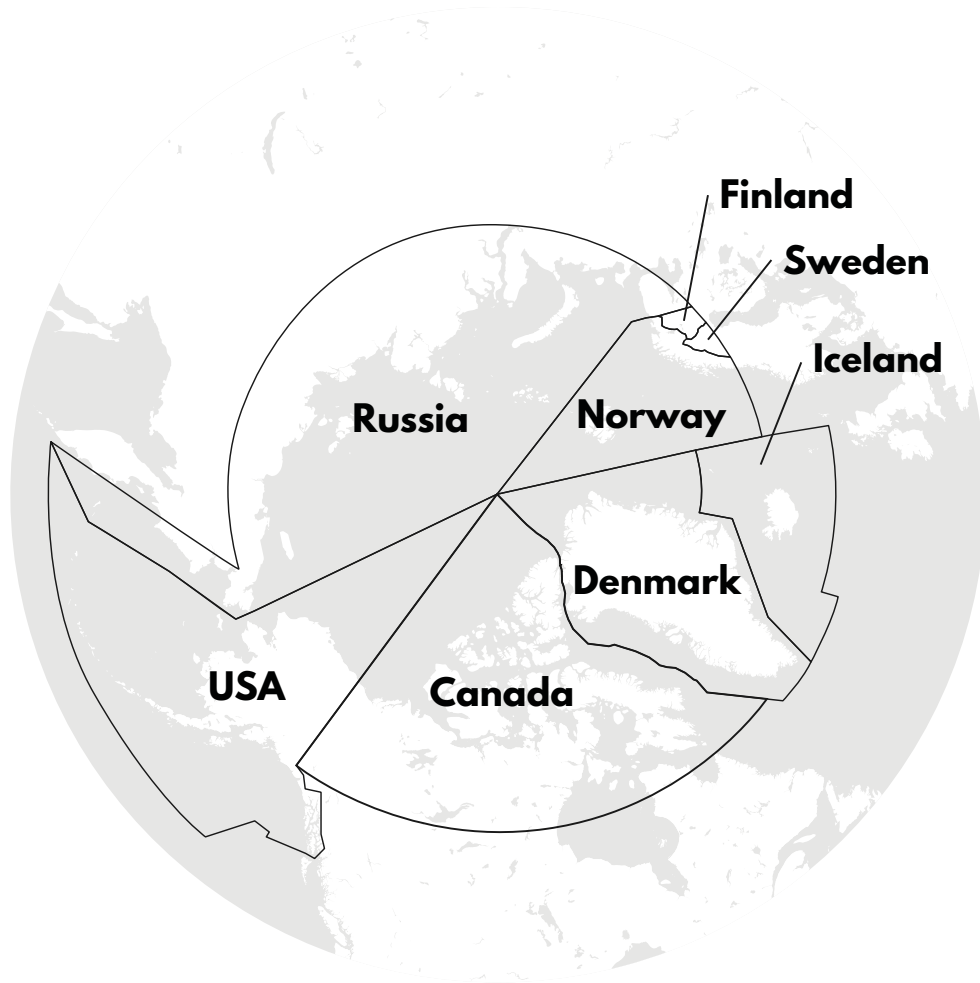 Finland
Sweden
Iceland
Russia
Norway
Denmark
USA
Canada